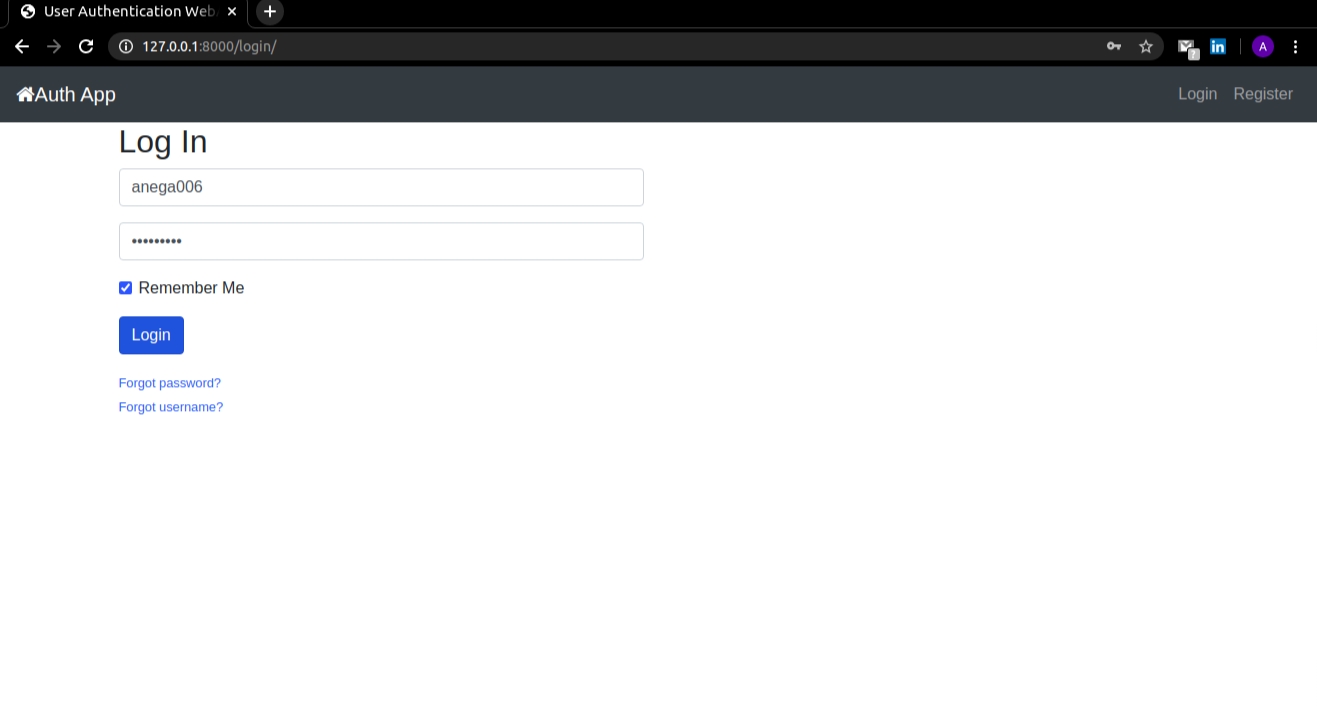 User Authentication Web
127.0.0.1:8000/login/
A
Auth App
Login
Register
Log In
anega006
•••••••••
Remember Me
Login
Forgot password?
Forgot username?